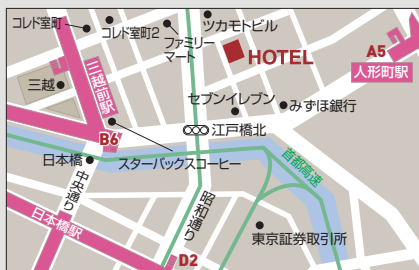 コレド室町
コレド室町2
ファミリー
マート
ツカモトビル
HOTEL
A5
人形町駅
三越
三越前駅
セブンイレブン
みずほ銀行
B6
江戸橋北
日本橋
スターバックスコーヒー
首都高速
中央通り
昭和通り
日本橋駅
東京証券取引所
D2